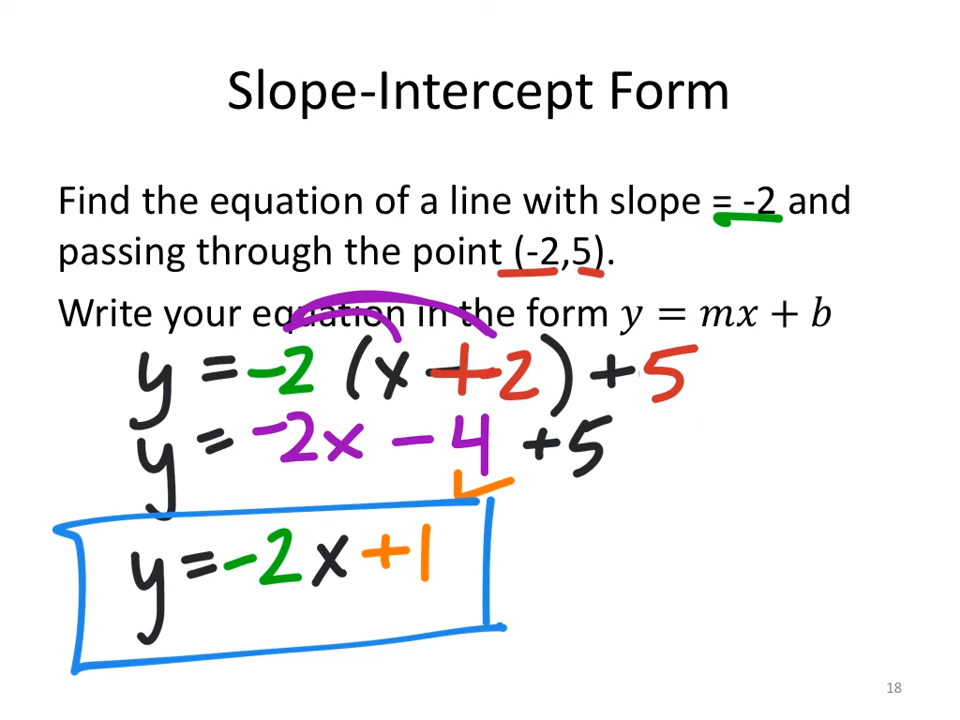 Slope-Intercept Form
Find the equation of a line with slope = -2 and
passing through the point (-2,5).
Write your equation in the form y = mx + b
y = -2 (x + 2) + 5
y = -2x - 4 + 5
y = -2x + 1
18